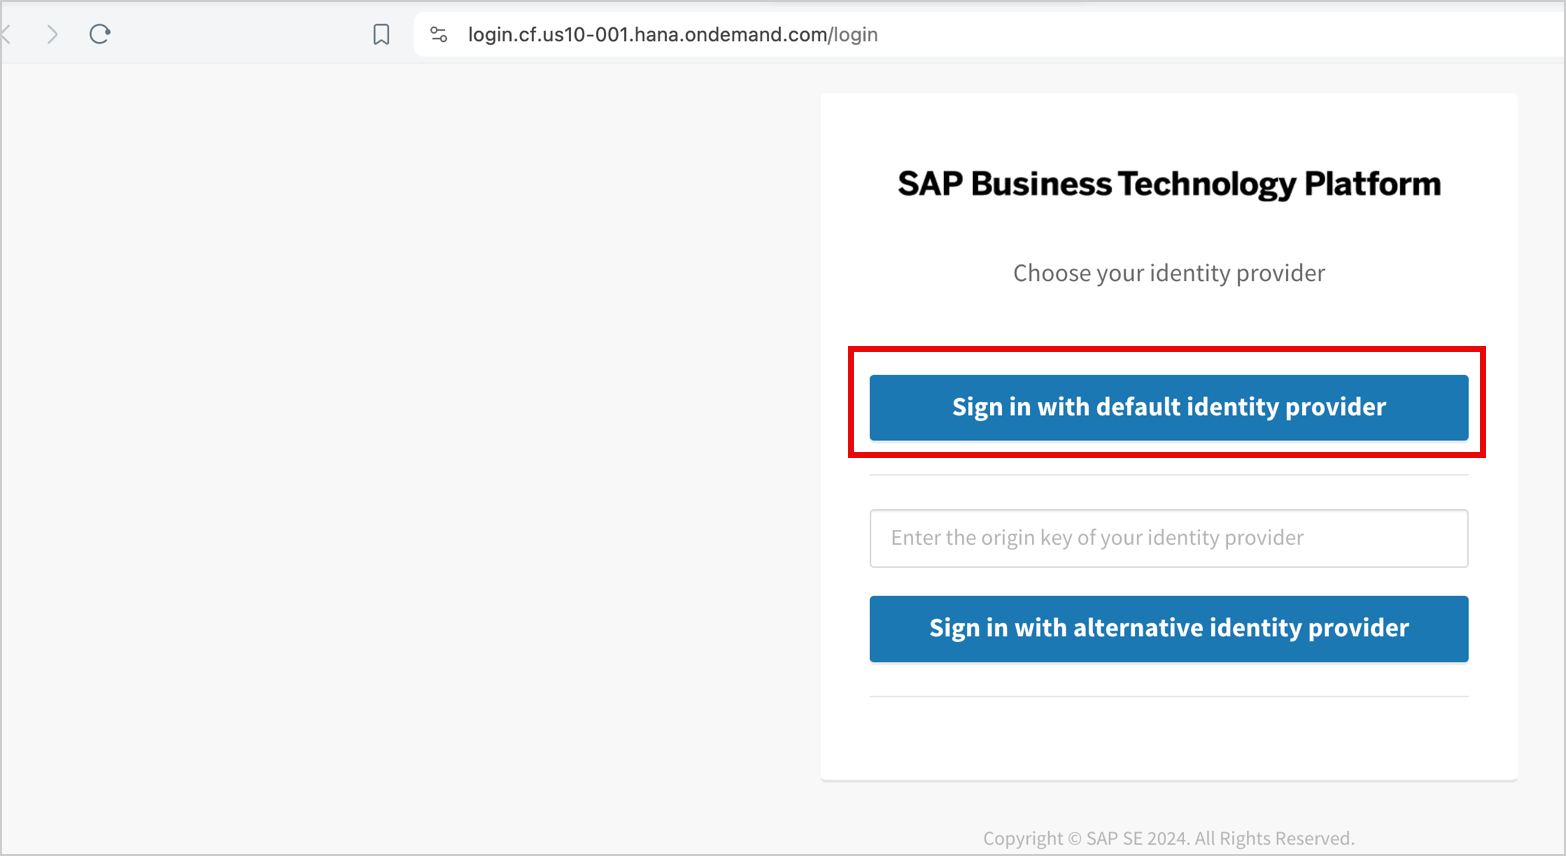 login.cf.us10-001.hana.ondemand.com/login
SAP Business Technology Platform
Choose your identity provider
Sign in with default identity provider
Enter the origin key of your identity provider
Sign in with alternative identity provider
Copyright © SAP SE 2024. All Rights Reserved.